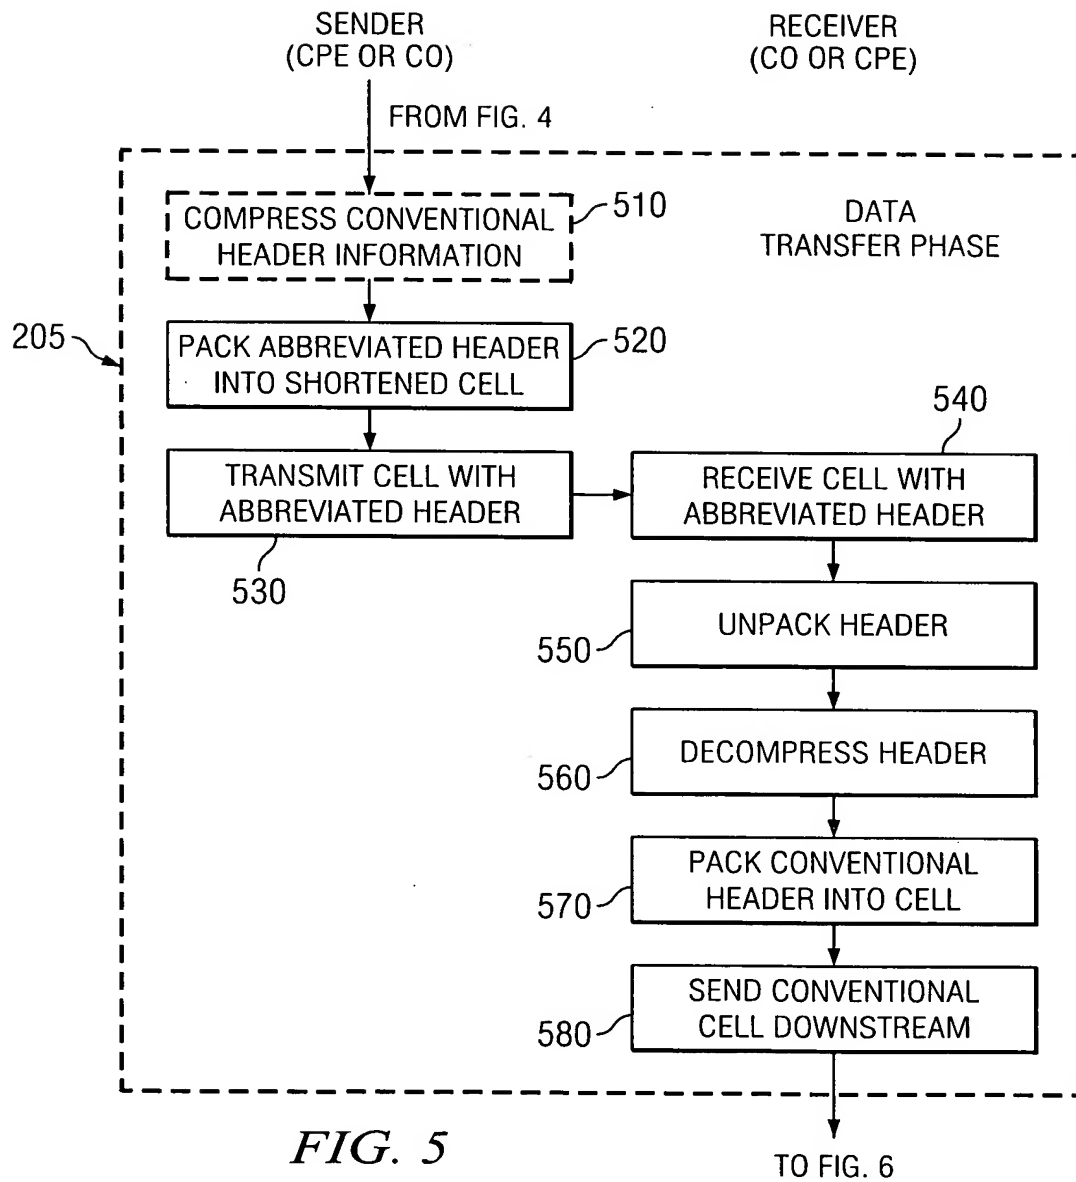 SENDER
(CPE OR CO)
RECEIVER
(CO OR CPE)
FROM FIG. 4
COMPRESS CONVENTIONAL
HEADER INFORMATION
510
DATA
TRANSFER PHASE
205
PACK ABBREVIATED HEADER
INTO SHORTENED CELL
520
TRANSMIT CELL WITH
ABBREVIATED HEADER
530
540
RECEIVE CELL WITH
ABBREVIATED HEADER
UNPACK HEADER
550
DECOMPRESS HEADER
560
PACK CONVENTIONAL
HEADER INTO CELL
570
SEND CONVENTIONAL
CELL DOWNSTREAM
580
FIG. 5
TO FIG. 6